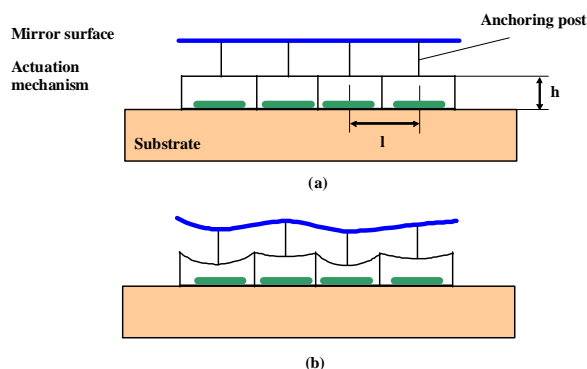 Anchoring post
Mirror surface
Actuation
mechanism
h
l
Substrate
(a)
(b)